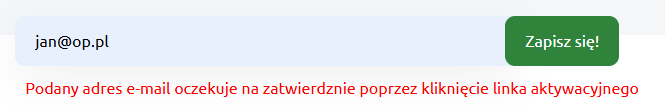 jan@op.pl Zapisz się!
Podany adres e-mail oczekuje na zatwierdznie poprzez kliknięcie linka aktywacyjnego